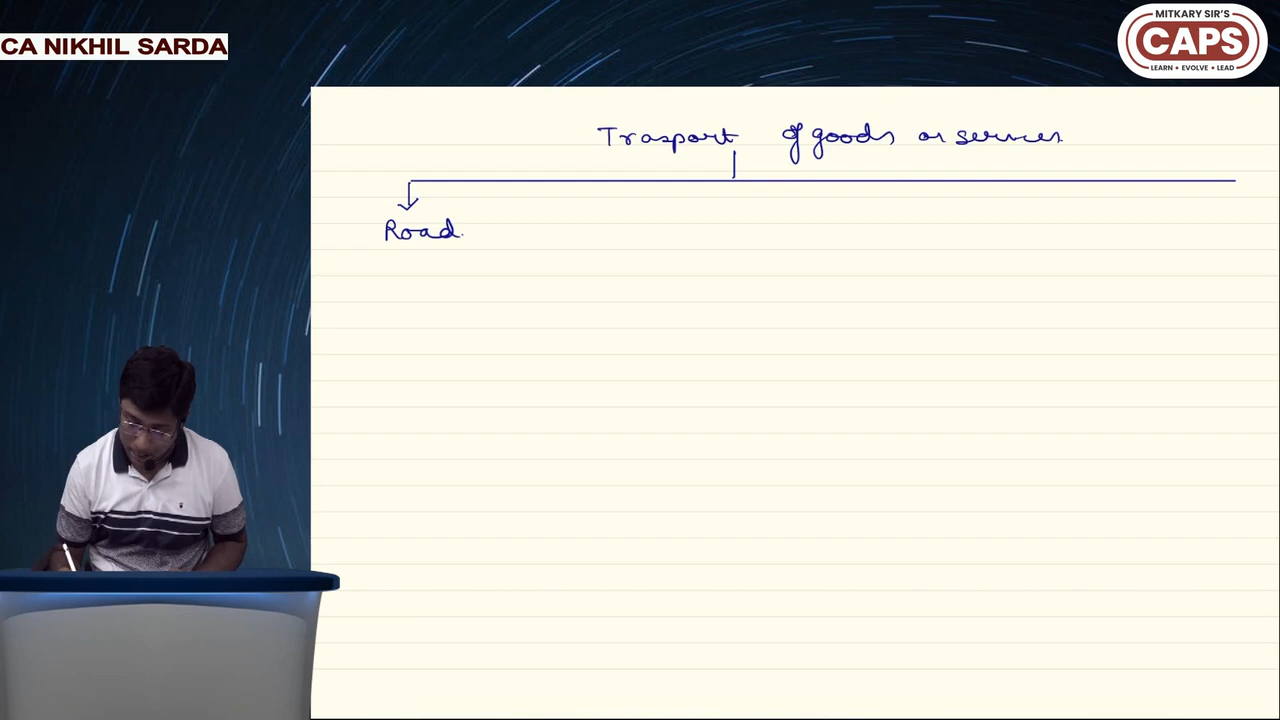 CA NIKHIL SARDA
MITKARY SIR'S
CAPS
LEARN • EVOLVE • LEAD
Trasport of goods or services
Road.